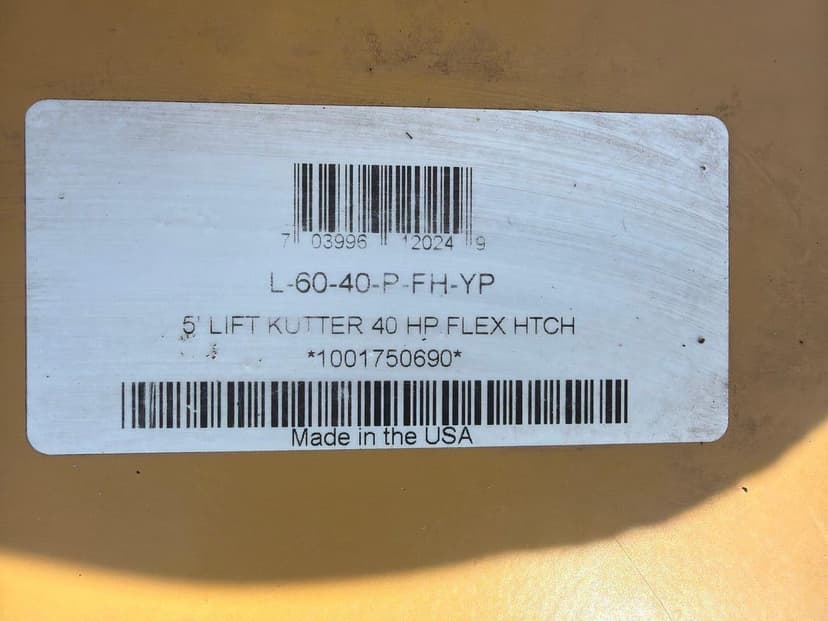 7 03996 12024 9
L-60-40-P-FH-YP
5' LIFT KUTTER 40 HP FLEX HTCH
*1001750690*
Made in the USA